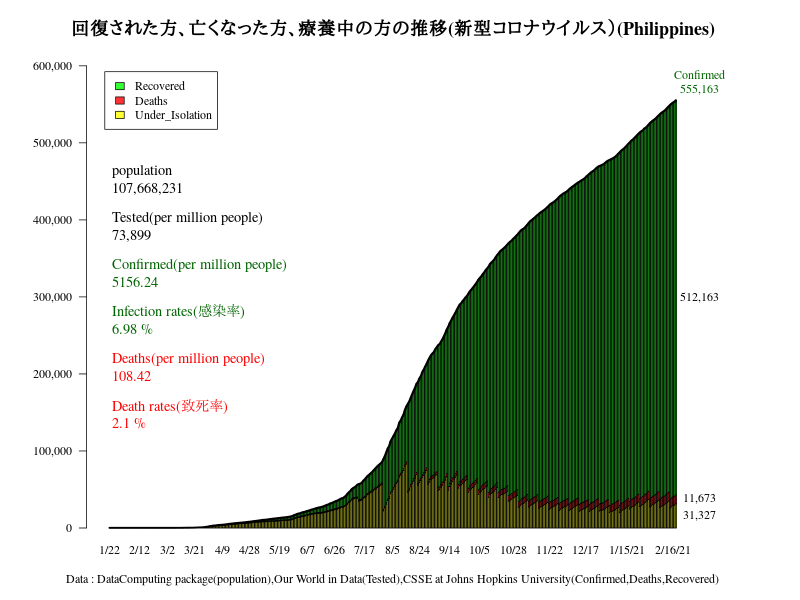 回復された方、亡くなった方、療養中の方の推移(新型コロナウイルス）(Philippines)
Confirmed
555,163
600,000
500,000
400,000
300,000
200,000
100,000
0
Recovered
Deaths
Under_Isolation
population
107,668,231
Tested(per million people)
73,899
Confirmed(per million people)
5156.24
Infection rates(感染率)
6.98 %
Deaths(per million people)
108.42
Death rates(致死率)
2.1 %
512,163
11,673
31,327
1/22 2/12 3/2 3/21 4/9 4/28 5/19 6/7 6/26 7/17 8/5 8/24 9/14 10/5 10/28 11/22 12/17 1/15/21 2/16/21
Data : DataComputing package(population),Our World in Data(Tested),CSSE at Johns Hopkins University(Confirmed,Deaths,Recovered)